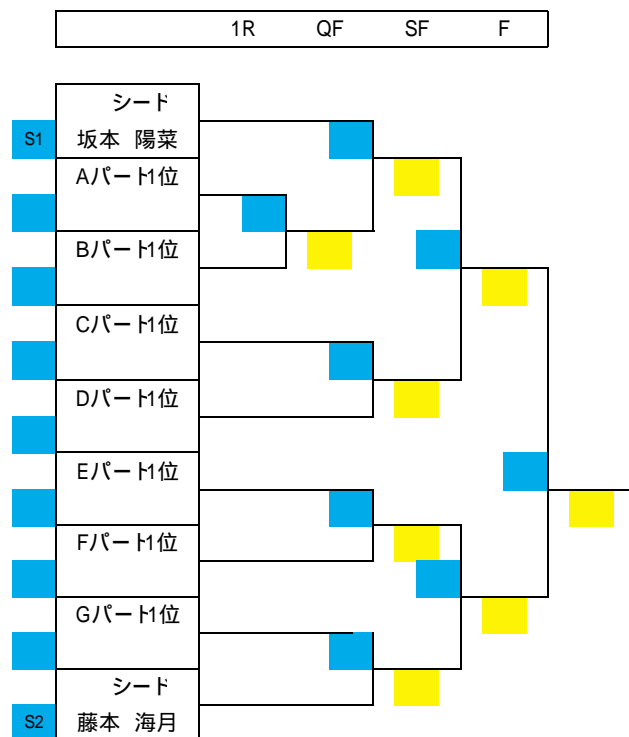 1R QF SF F
シード
S1 坂本 陽菜
Aパート1位
Bパート1位
Cパート1位
Dパート1位
Eパート1位
Fパート1位
Gパート1位
シード
S2 藤本 海月